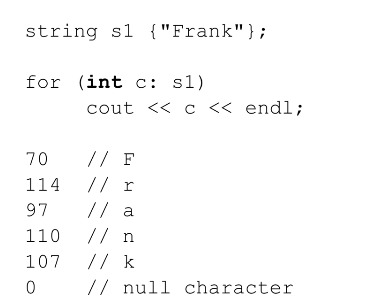 string s1 {"Frank"};
for (int c: s1)
cout << c << endl;
70 // F
114 // r
97 // a
110 // n
107 // k
0 // null character